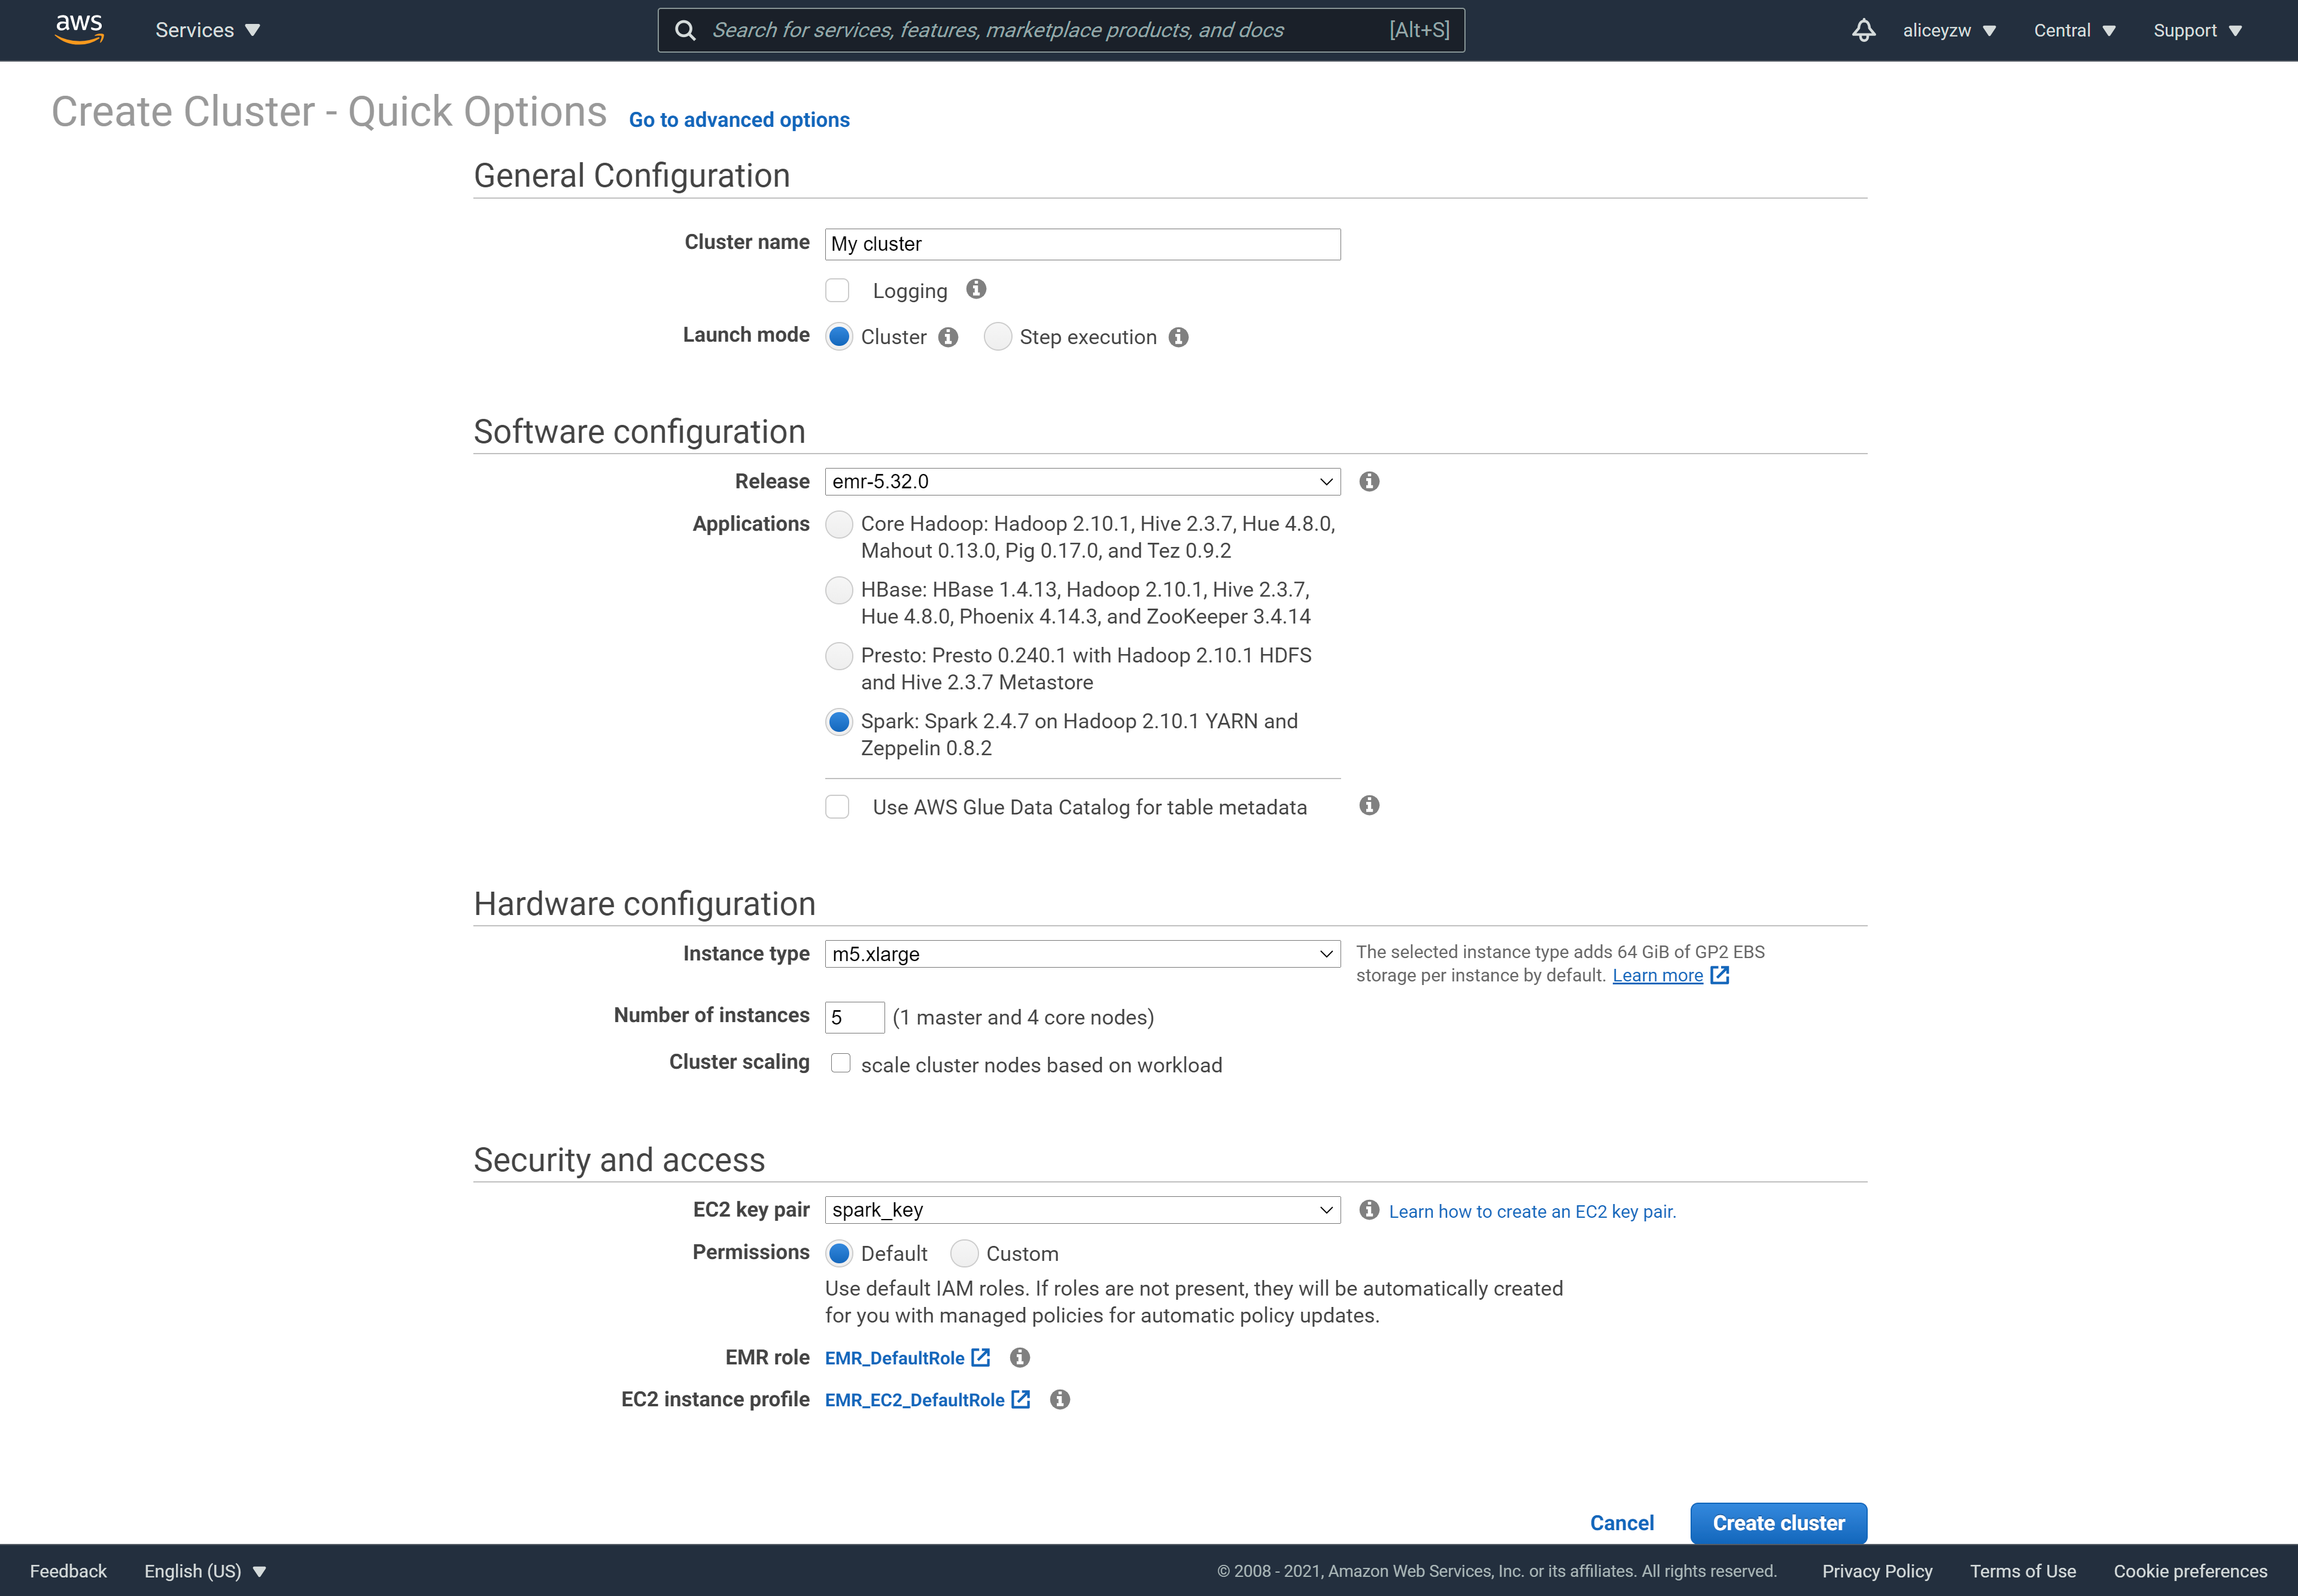 aws
Services
Search for services, features, marketplace products, and docs [Alt+S]
aliceyzw
Central
Support
Create Cluster - Quick Options Go to advanced options
General Configuration
Cluster name My cluster
Logging
Launch mode Cluster Step execution
Software configuration
Release emr-5.32.0
Applications Core Hadoop: Hadoop 2.10.1, Hive 2.3.7, Hue 4.8.0,
Mahout 0.13.0, Pig 0.17.0, and Tez 0.9.2
HBase: HBase 1.4.13, Hadoop 2.10.1, Hive 2.3.7,
Hue 4.8.0, Phoenix 4.14.3, and ZooKeeper 3.4.14
Presto: Presto 0.240.1 with Hadoop 2.10.1 HDFS
and Hive 2.3.7 Metastore
Spark: Spark 2.4.7 on Hadoop 2.10.1 YARN and
Zeppelin 0.8.2
Use AWS Glue Data Catalog for table metadata
Hardware configuration
Instance type m5.xlarge
The selected instance type adds 64 GiB of GP2 EBS
storage per instance by default. Learn more
Number of instances 5 (1 master and 4 core nodes)
Cluster scaling scale cluster nodes based on workload
Security and access
EC2 key pair spark_key Learn how to create an EC2 key pair.
Permissions Default Custom
Use default IAM roles. If roles are not present, they will be automatically created
for you with managed policies for automatic policy updates.
EMR role EMR_DefaultRole
EC2 instance profile EMR_EC2_DefaultRole
Cancel Create cluster
Feedback English (US) © 2008 - 2021, Amazon Web Services, Inc. or its affiliates. All rights reserved. Privacy Policy Terms of Use Cookie preferences